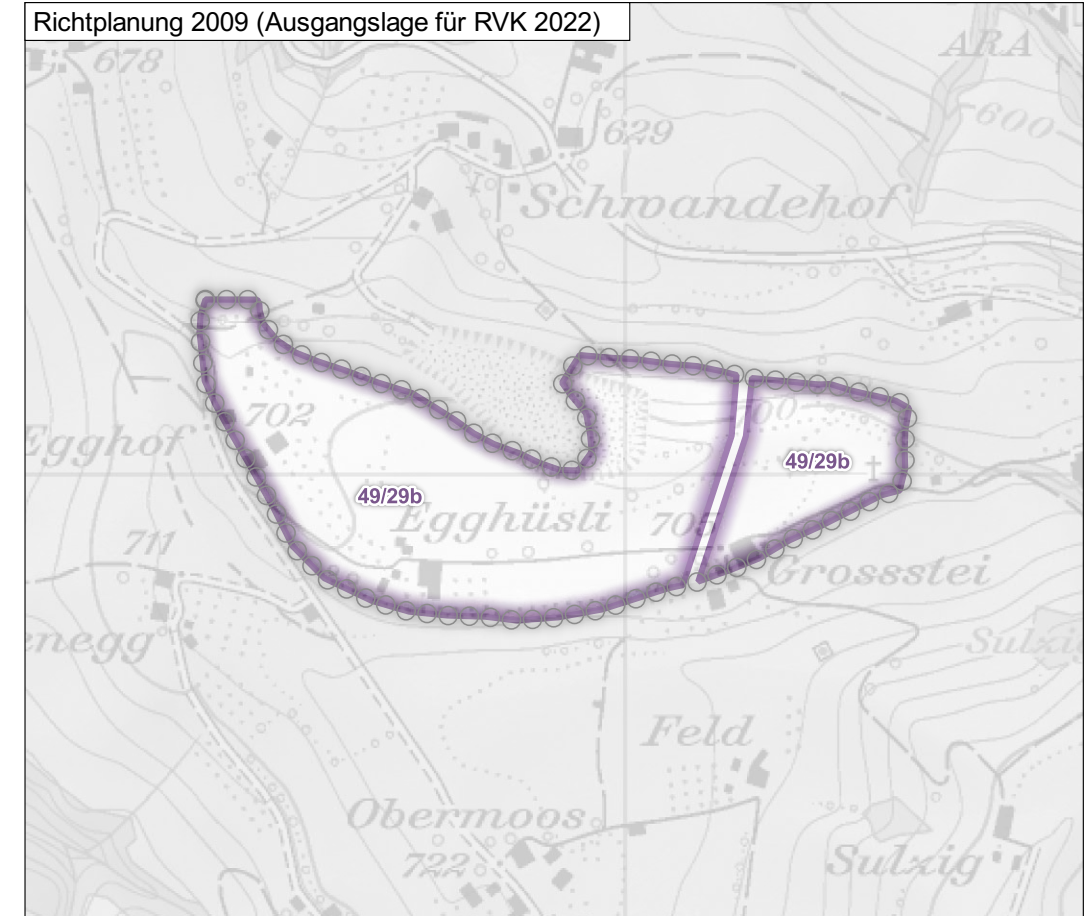 Richtplanung 2009 (Ausgangslage für RVK 2022)
678
ARA
629
600
Schwandehof
702
Egghof
49/29b
49/29b
Egghüsli
705
711
Grossstei
enegg
Feld
Obermoos
722
Sulzig